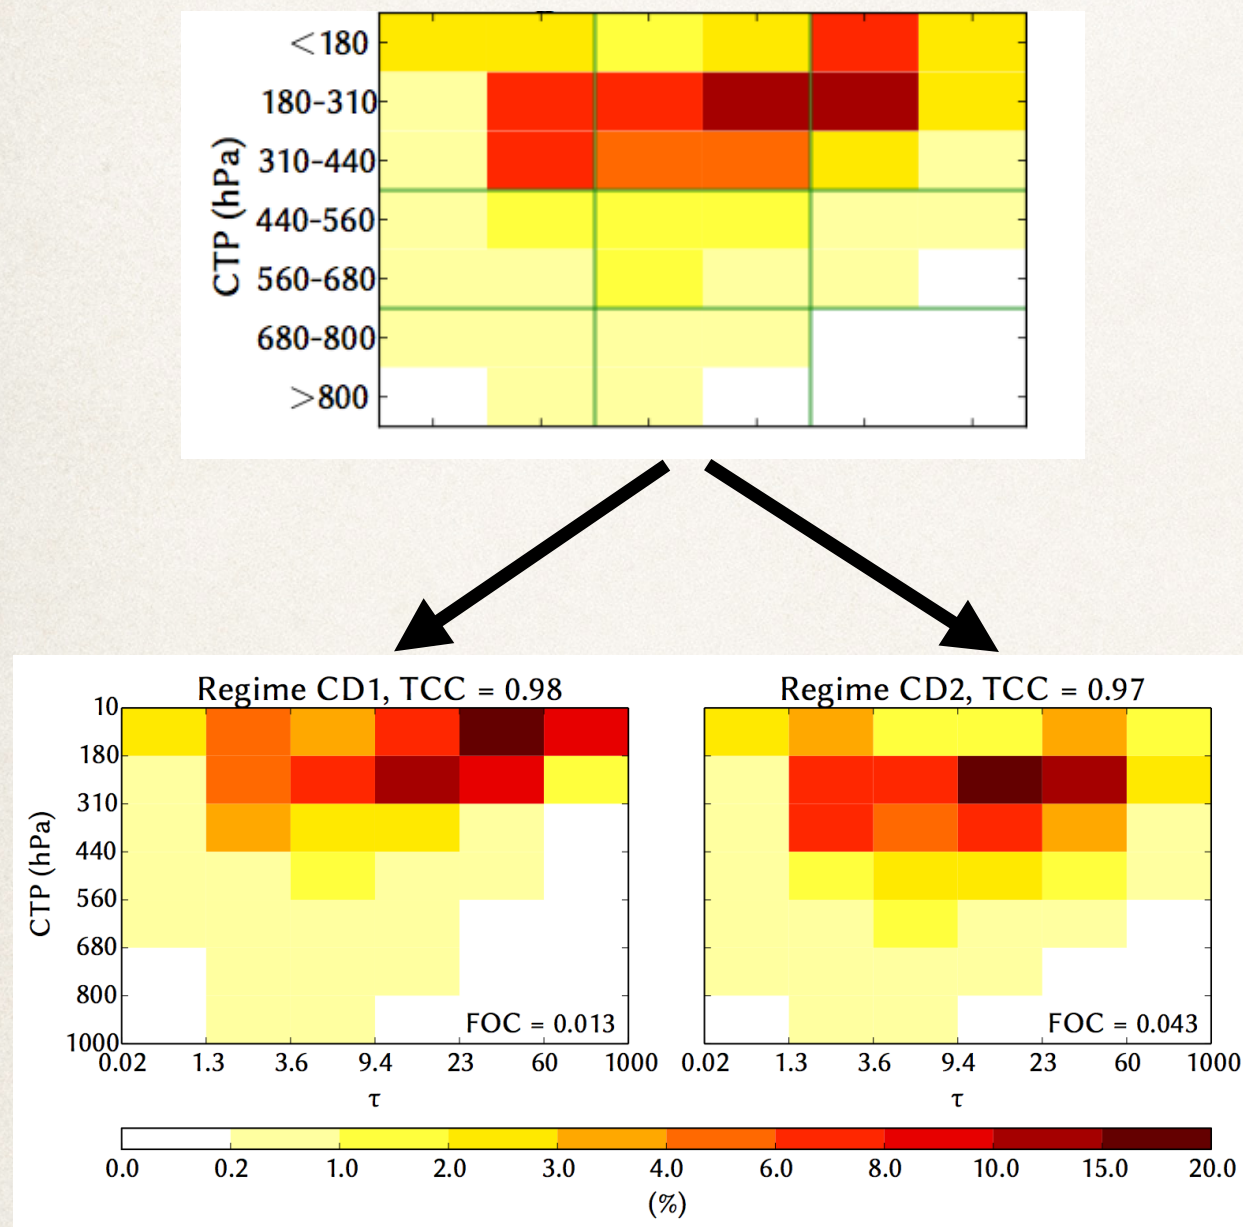 <180
180-310
310-440
440-560
560-680
680-800
>800
CTP (hPa)
Regime CD1, TCC = 0.98
10
180
310
440
560
680
800
1000
CTP (hPa)
FOC = 0.013
0.02 1.3 3.6 9.4 23 60 1000
τ
Regime CD2, TCC = 0.97
FOC = 0.043
0.02 1.3 3.6 9.4 23 60 1000
τ
0.0 0.2 1.0 2.0 3.0 4.0 6.0 8.0 10.0 15.0 20.0
(%)